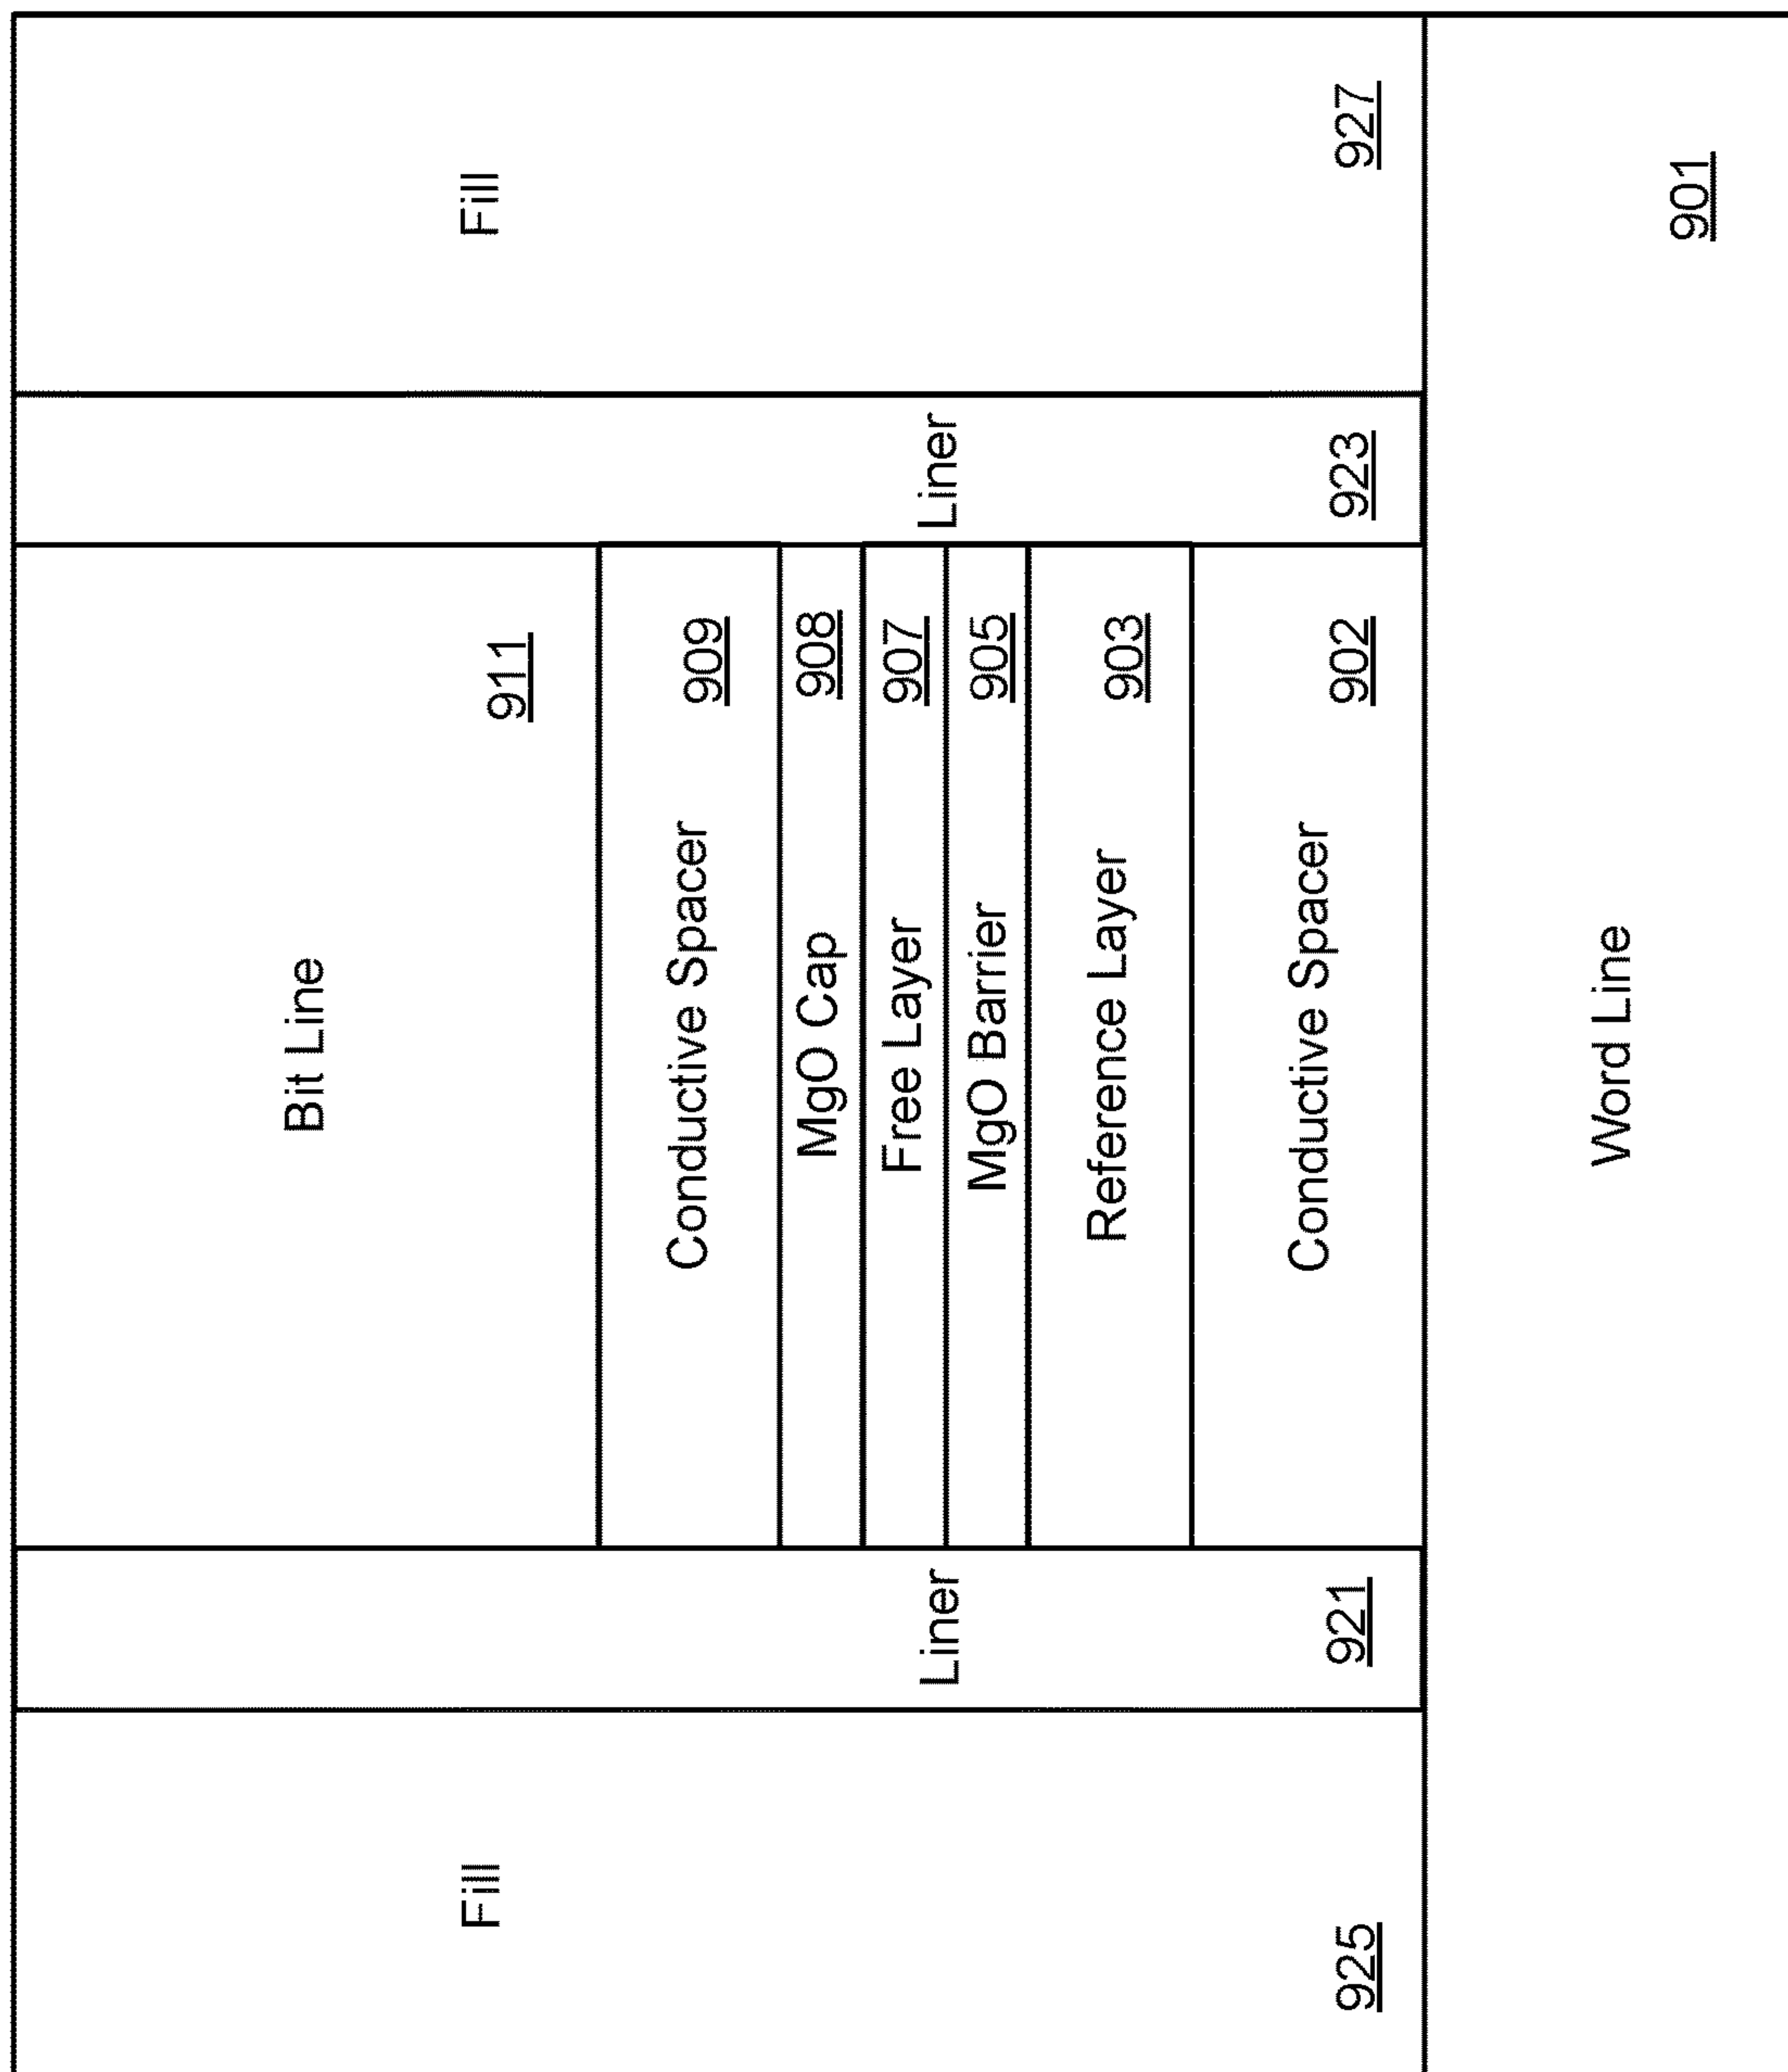 Bit Line
911
Fill
Fill
Conductive Spacer
909
MgO Cap
908
Free Layer
907
Liner
Liner
MgO Barrier
905
Reference Layer
903
925
921
Conductive Spacer
902
923
927
Word Line
901